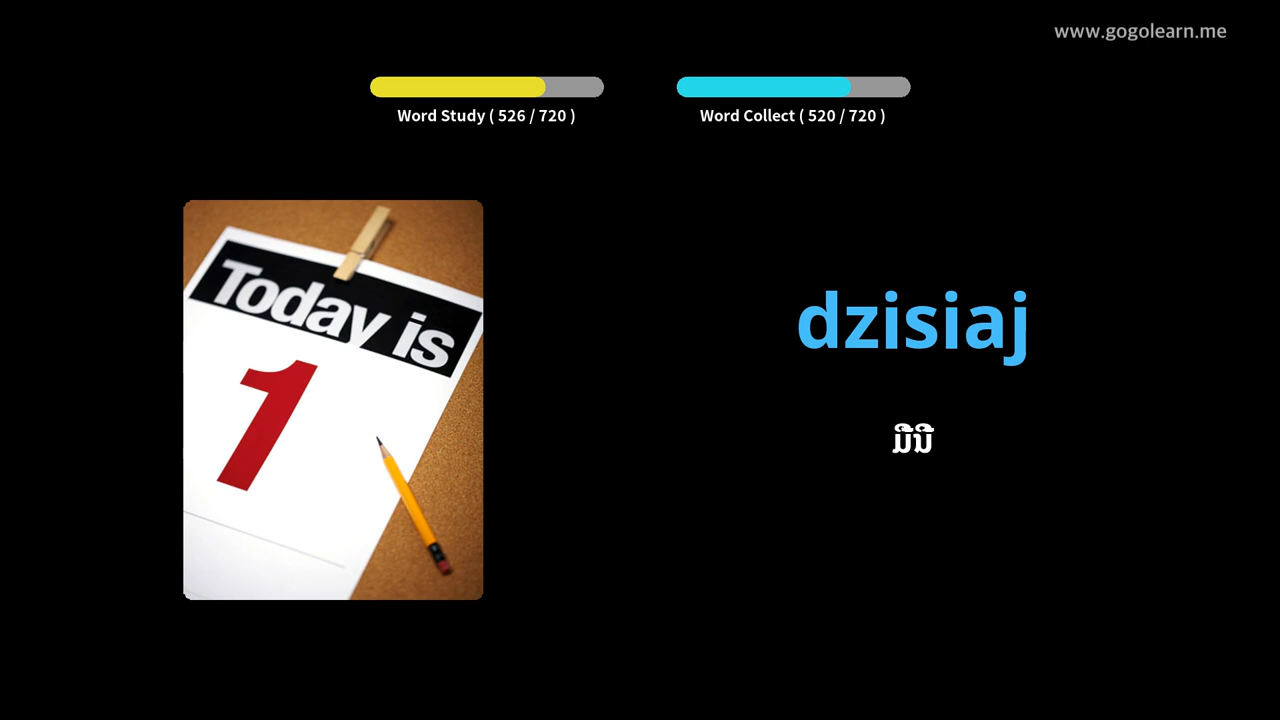 www.gogolearn.me
Word Study ( 526 / 720 )
Word Collect ( 520 / 720 )
Today is
1
dzisiaj
ມື້ນີ້